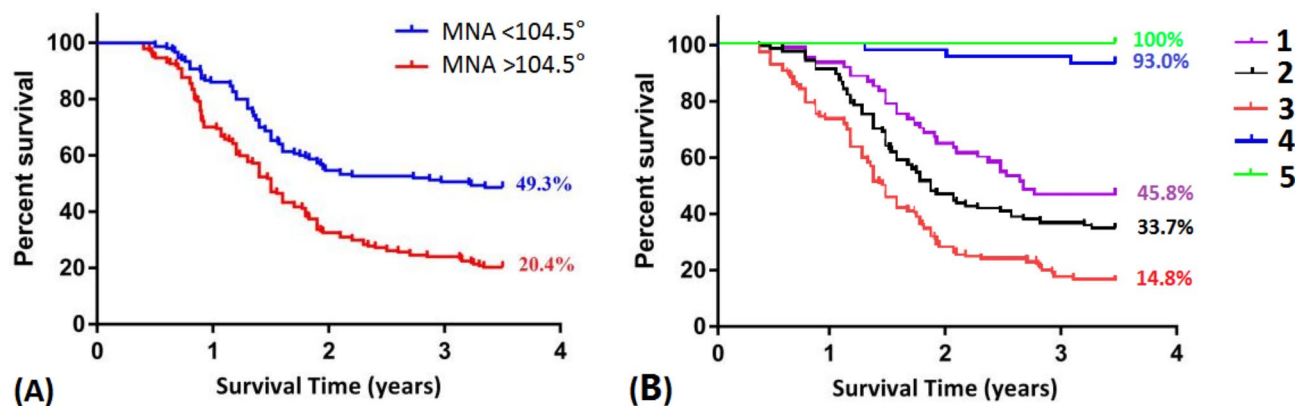 MNA <104.5°
MNA >104.5°
Percent survival
100
80
60
40
20
0
49.3%
20.4%
0 1 2 3 4
Survival Time (years)
(A)
Percent survival
100
80
60
40
20
0
100%
93.0%
45.8%
33.7%
14.8%
1
2
3
4
5
0 1 2 3 4
Survival Time (years)
(B)